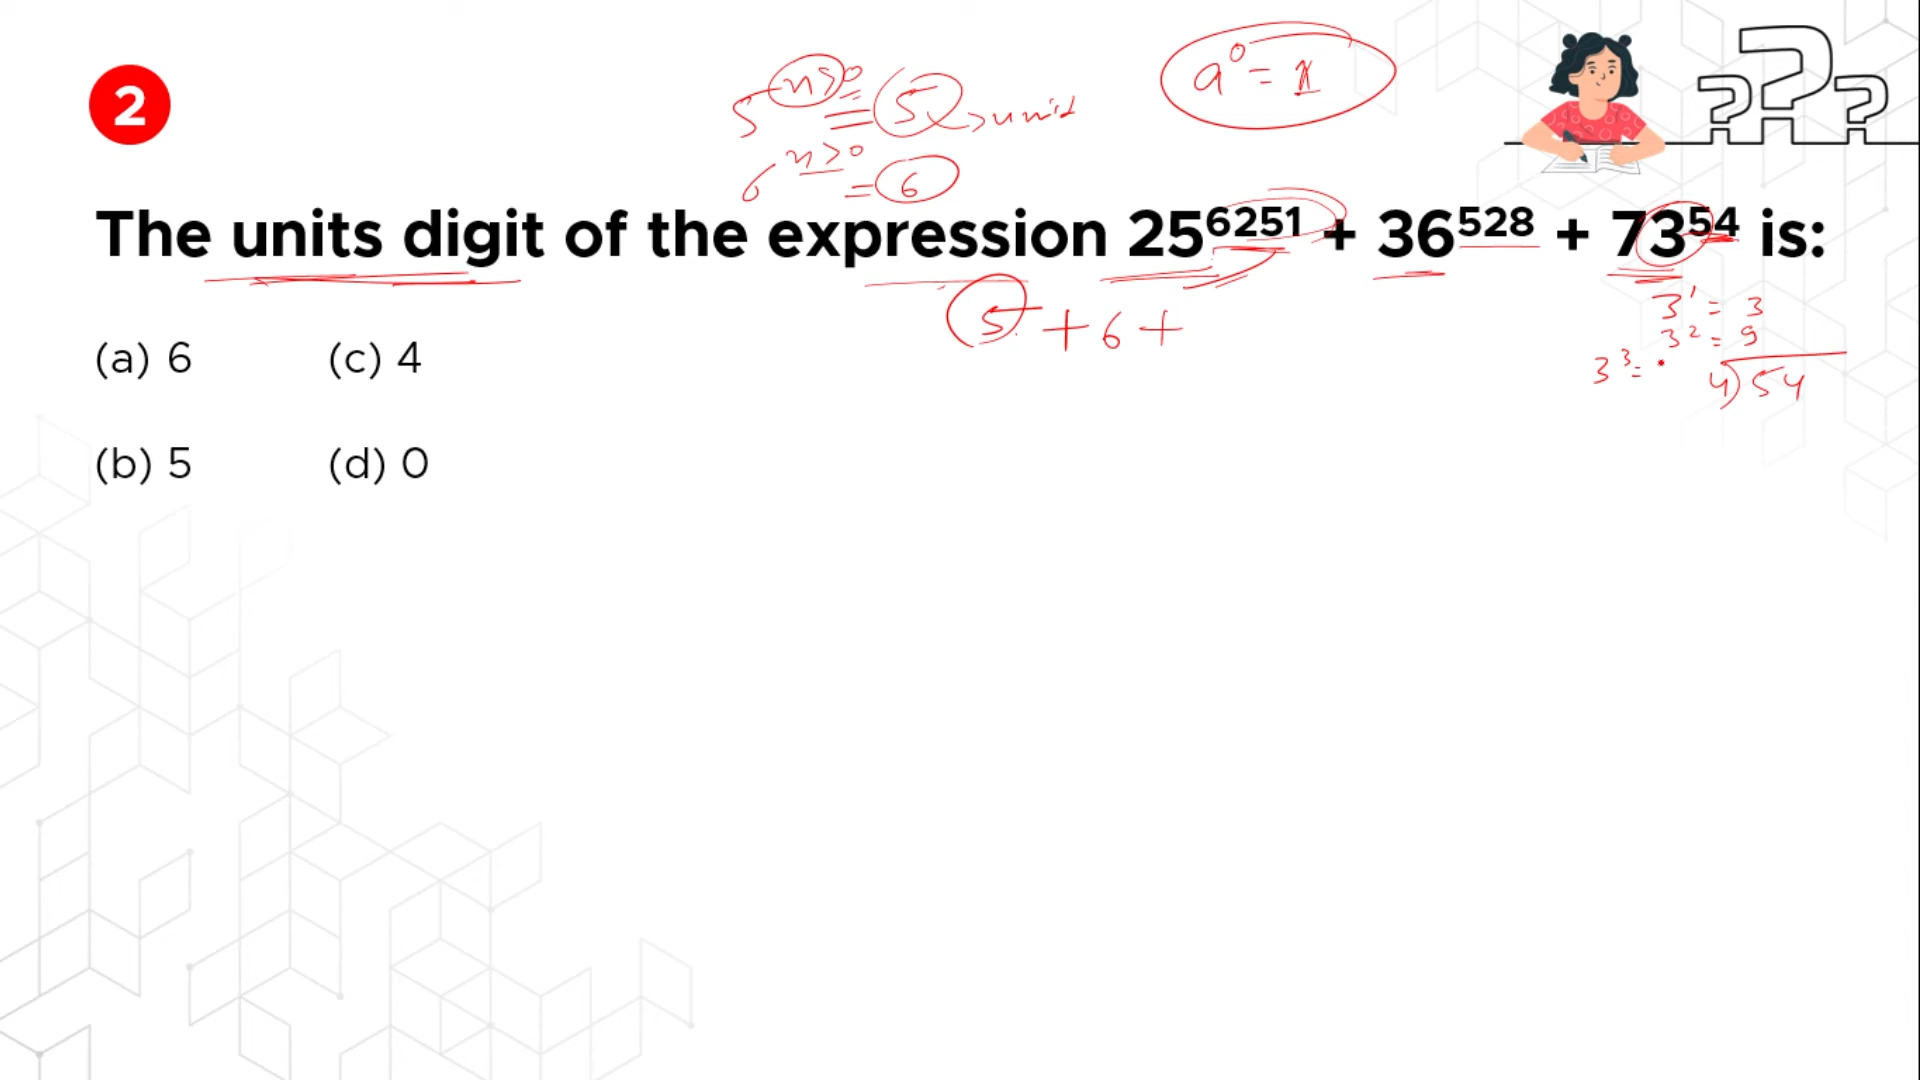 2
5^n>0 = 5 > unit
a^0 = 1
6^n>0 = 6
The units digit of the expression 25^6251 + 36^528 + 73^54 is:
5 + 6 +
3^1 = 3
3^2 = 9
3^3 =
4)54
(a) 6 (c) 4
(b) 5 (d) 0
???